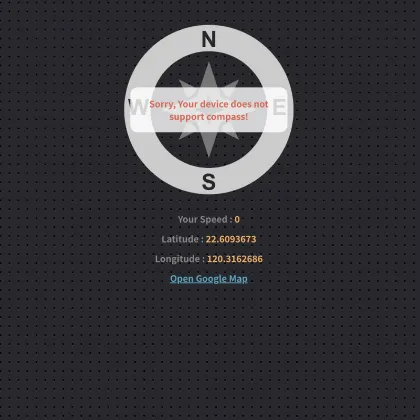 N
W
E
Sorry, Your device does not
support compass!
S
Your Speed : 0
Latitude : 22.6093673
Longitude : 120.3162686
Open Google Map